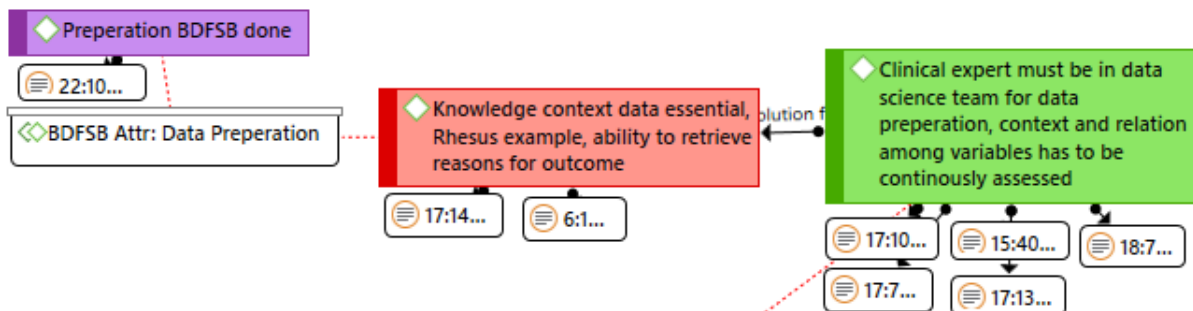 Preperation BDFSB done
22:10...
BDFSB Attr: Data Preperation
Knowledge context data essential,
Rhesus example, ability to retrieve
reasons for outcome
17:14...
6:1...
olution f
Clinical expert must be in data
science team for data
preperation, context and relation
among variables has to be
continously assessed
17:10...
15:40...
18:7...
17:7...
17:13...